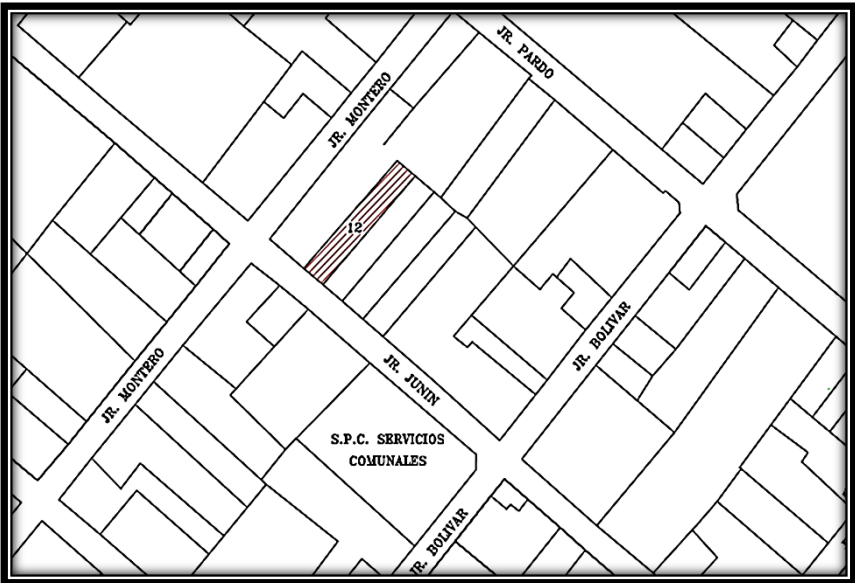 JR. PARDO
JR. MONTERO
12
JR. BOLIVAR
JR. MONTERO
JR. JUNIN
S.P.C. SERVICIOS
COMUNALES
JR. BOLIVAR